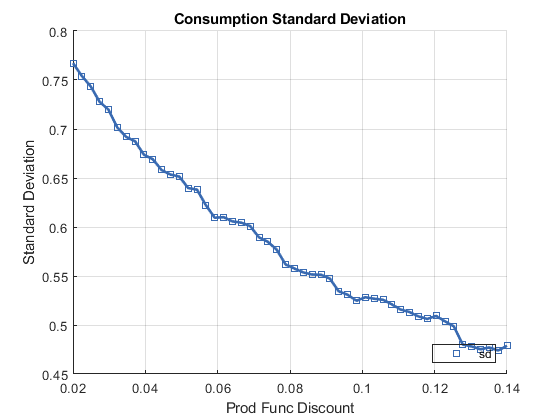 Consumption Standard Deviation
0.8
0.75
0.7
0.65
0.6
0.55
0.5
0.45
Standard Deviation
sd
0.02 0.04 0.06 0.08 0.1 0.12 0.14
Prod Func Discount